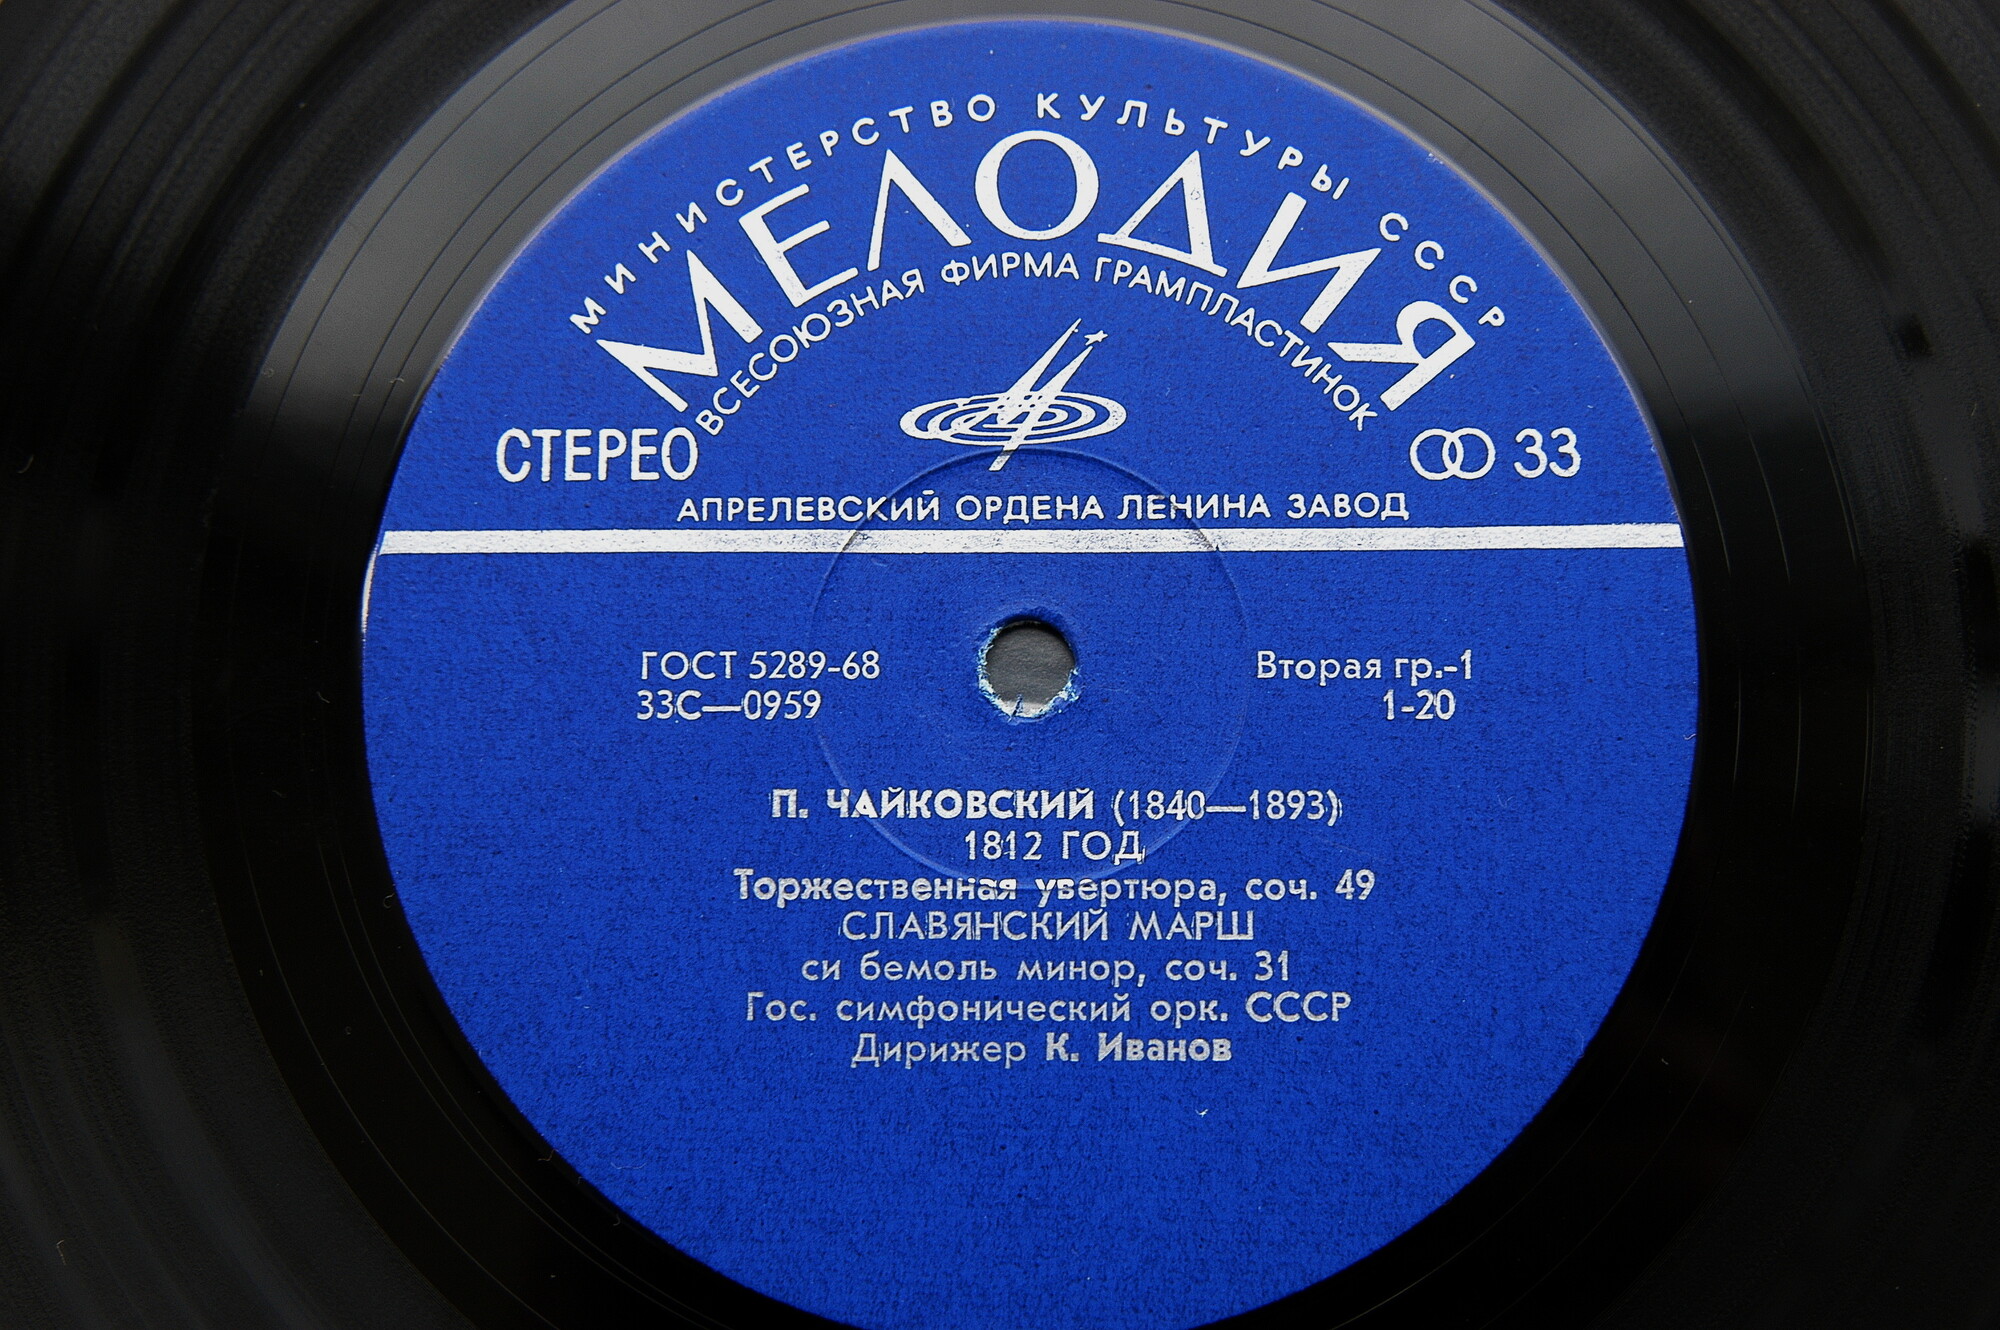 МИНИСТЕРСТВО КУЛЬТУРЫ СССР
МЕЛОДИЯ
ВСЕСОЮЗНАЯ ФИРМА ГРАМПЛАСТИНОК
СТЕРЕО
33
АПРЕЛЕВСКИЙ ОРДЕНА ЛЕНИНА ЗАВОД
ГОСТ 5289-68
33С—0959
Вторая гр.-1
1-20
П. ЧАЙКОВСКИЙ (1840—1893)
1812 ГОД
Торжественная увертюра, соч. 49
СЛАВЯНСКИЙ МАРШ
си бемоль минор, соч. 31
Гос. симфонический орк. СССР
Дирижер К. Иванов